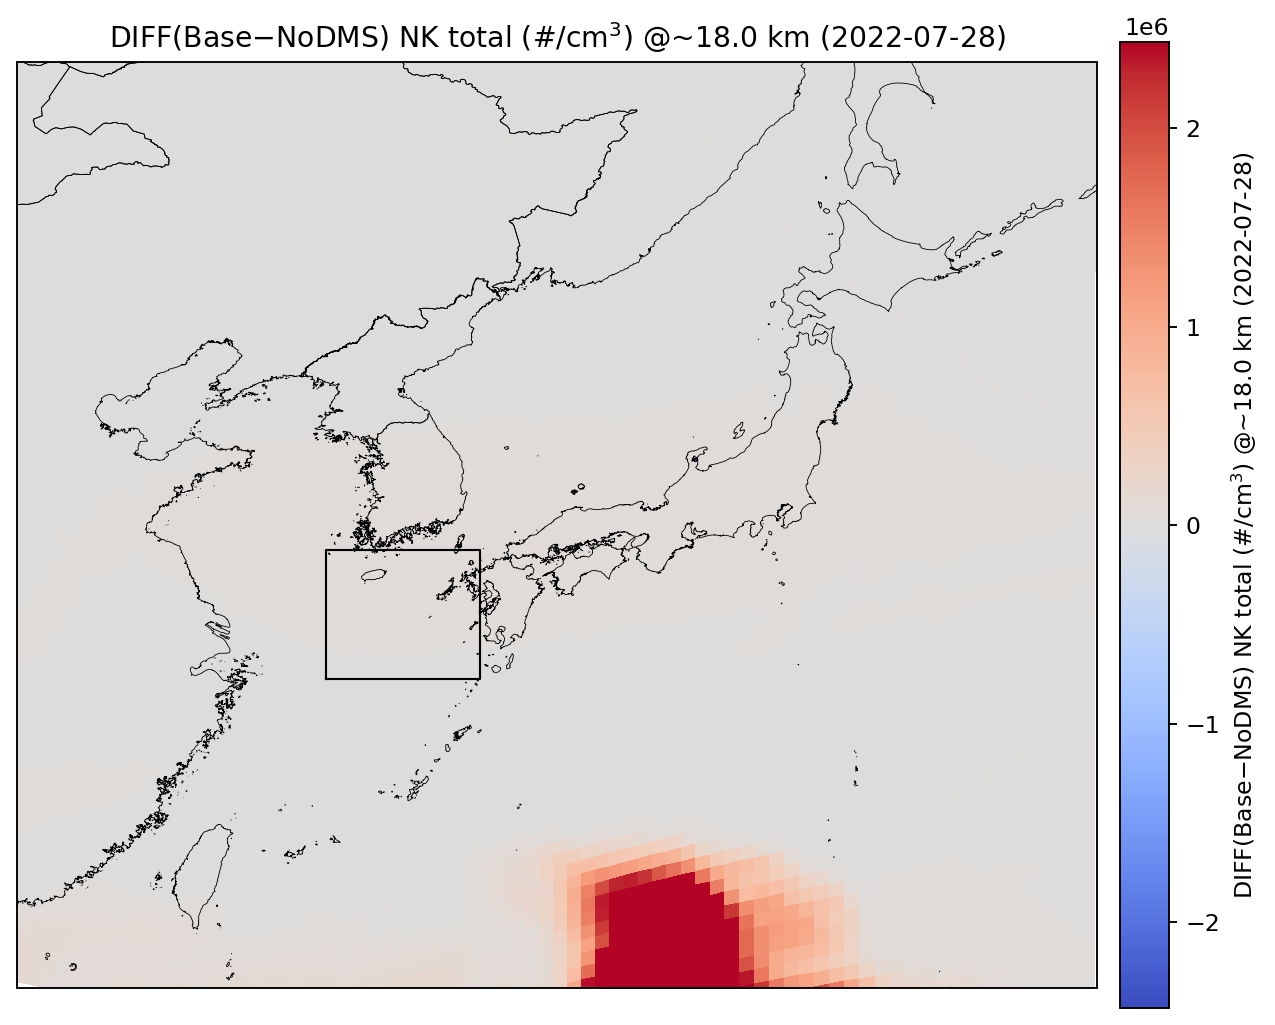 DIFF(Base−NoDMS) NK total (#/cm³) @~18.0 km (2022-07-28)
1e6
2
1
0
−1
−2
DIFF(Base−NoDMS) NK total (#/cm³) @~18.0 km (2022-07-28)